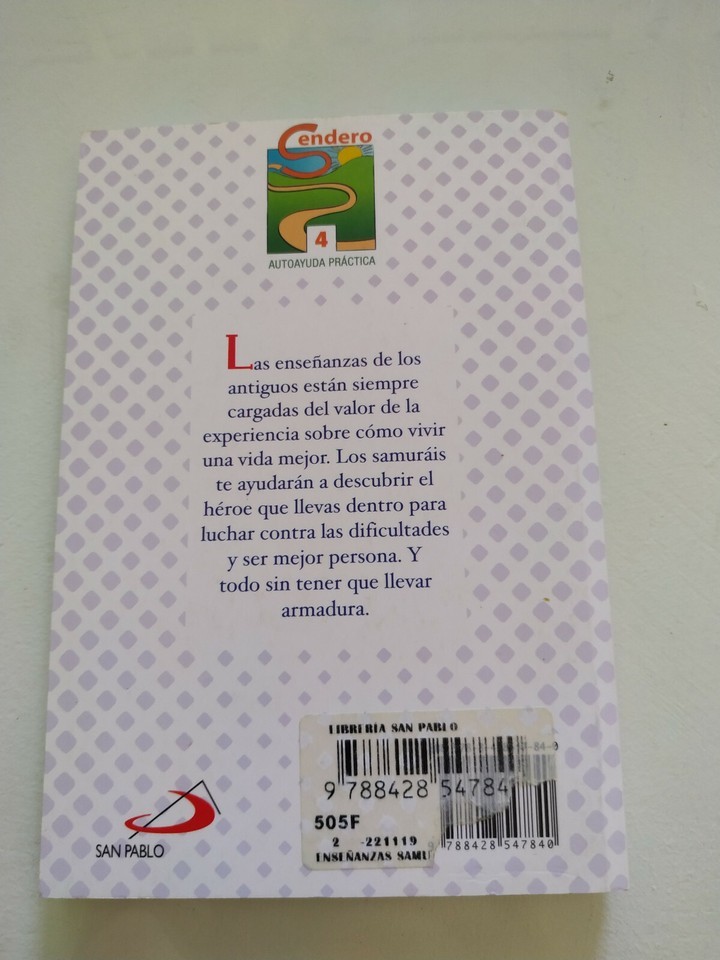 Sendero
4
AUTOAYUDA PRÁCTICA
Las enseñanzas de los
antiguos están siempre
cargadas del valor de la
experiencia sobre cómo vivir
una vida mejor. Los samuráis
te ayudarán a descubrir el
héroe que llevas dentro para
luchar contra las dificultades
y ser mejor persona. Y
todo sin tener que llevar
armadura.
LIBRERÍA SAN PABLO
84-0
9 788428 54784
505F
2 -221119
ENSEÑANZAS SAMU
9 788428 547840
SAN PABLO